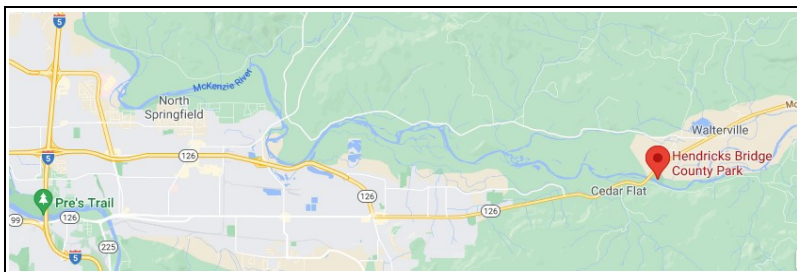 5
McKenzie River
North
Springfield
Walterville
5
126
Hendricks Bridge
County Park
126
Cedar Flat
Pre's Trail
126
126
99
126
225
5